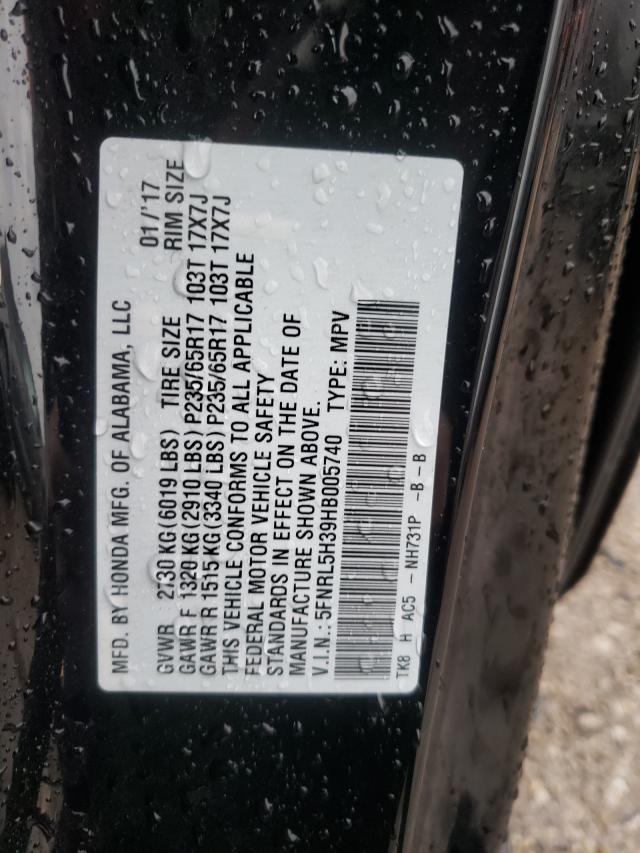 MFD. BY HONDA MFG. OF ALABAMA, LLC 01/'17
GVWR 2730 KG (6019 LBS) TIRE SIZE RIM SIZE
GAWR F 1320 KG (2910 LBS) P235/65R17 103T 17X7J
GAWR R 1515 KG (3340 LBS) P235/65R17 103T 17X7J
THIS VEHICLE CONFORMS TO ALL APPLICABLE
FEDERAL MOTOR VEHICLE SAFETY
STANDARDS IN EFFECT ON THE DATE OF
MANUFACTURE SHOWN ABOVE.
V.I.N.: 5FNRL5H39HB005740 TYPE: MPV
TK8 H AC5 - NH731P -B-B